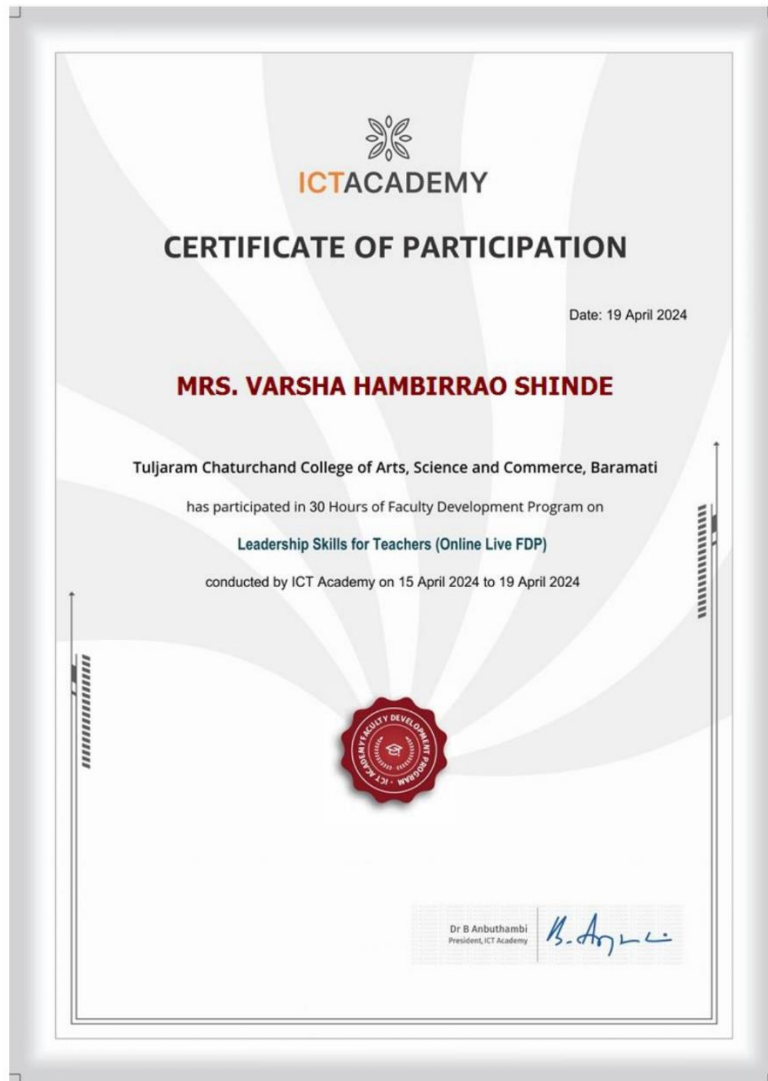 ICTACADEMY
CERTIFICATE OF PARTICIPATION
Date: 19 April 2024
MRS. VARSHA HAMBIRRAO SHINDE
Tuljaram Chaturchand College of Arts, Science and Commerce, Baramati
has participated in 30 Hours of Faculty Development Program on
Leadership Skills for Teachers (Online Live FDP)
conducted by ICT Academy on 15 April 2024 to 19 April 2024
ICT ACADEMY FACULTY DEVELOPMENT PROGRAM
Dr B Anbuthambi
President, ICT Academy